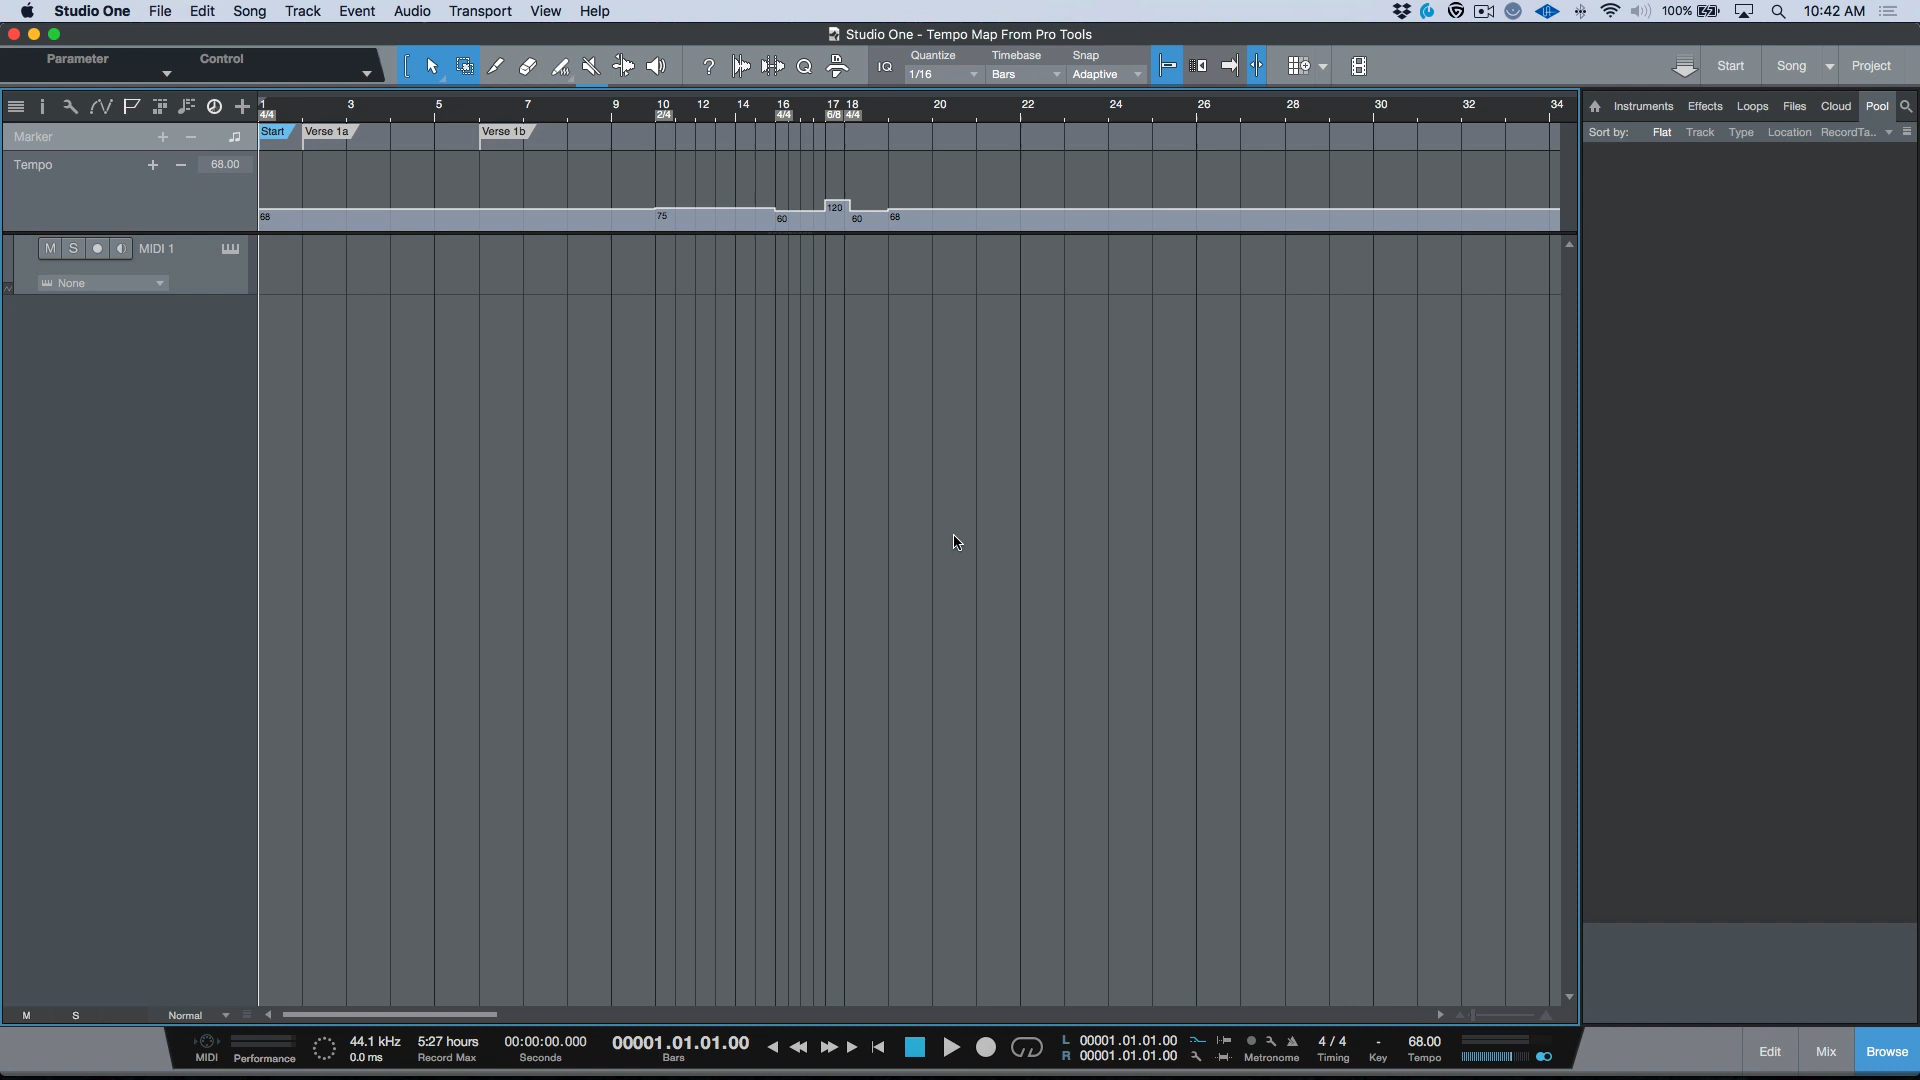 Studio One File Edit Song Track Event Audio Transport View Help 100% 10:42 AM
Studio One - Tempo Map From Pro Tools
Parameter Control
Quantize Timebase Snap
IQ 1/16 Bars Adaptive
Start Song Project
1 3 5 7 9 10 12 14 16 17 18 20 22 24 26 28 30 32 34
4/4 2/4 4/4 6/8 4/4
Instruments Effects Loops Files Cloud Pool
Sort by: Flat Track Type Location RecordTa..
Marker
Start Verse 1a Verse 1b
Tempo 68.00
68 75 60 120 60 68
M S MIDI 1
None
M S Normal
MIDI Performance
44.1 kHz
0.0 ms
5:27 hours
Record Max
00:00:00.000
Seconds
00001.01.01.00
Bars
L 00001.01.01.00
R 00001.01.01.00
Metronome
4 / 4
Timing
-
Key
68.00
Tempo
Edit Mix Browse